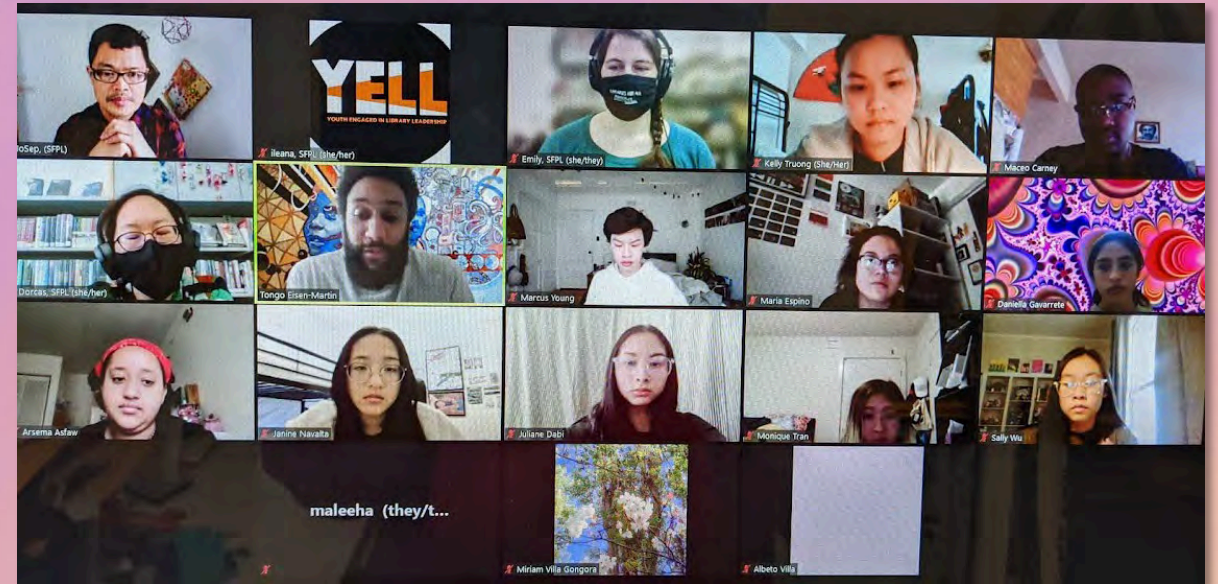 JoSep, (SFPL)
YELL
YOUTH ENGAGED IN LIBRARY LEADERSHIP
ileana, SFPL (she/her)
Emily, SFPL (she/they)
Kelly Truong (She/Her)
Maceo Carney
Dorcas, SFPL (she/her)
Tongo Eisen-Martin
Marcus Young
Maria Espino
Daniella Gavarrete
Arsema Asfaw
Janine Navalta
Juliane Dabi
Monique Tran
Sally Wu
maleeha (they/t...
Miriam Villa Gongora
Albeto Villa